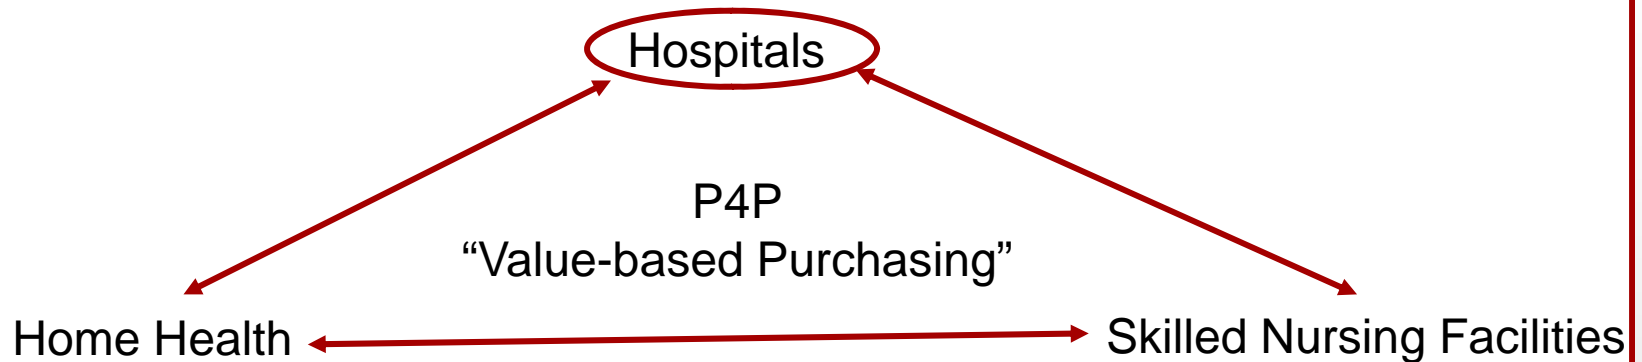 Hospitals
P4P
“Value-based Purchasing”
Home Health
Skilled Nursing Facilities